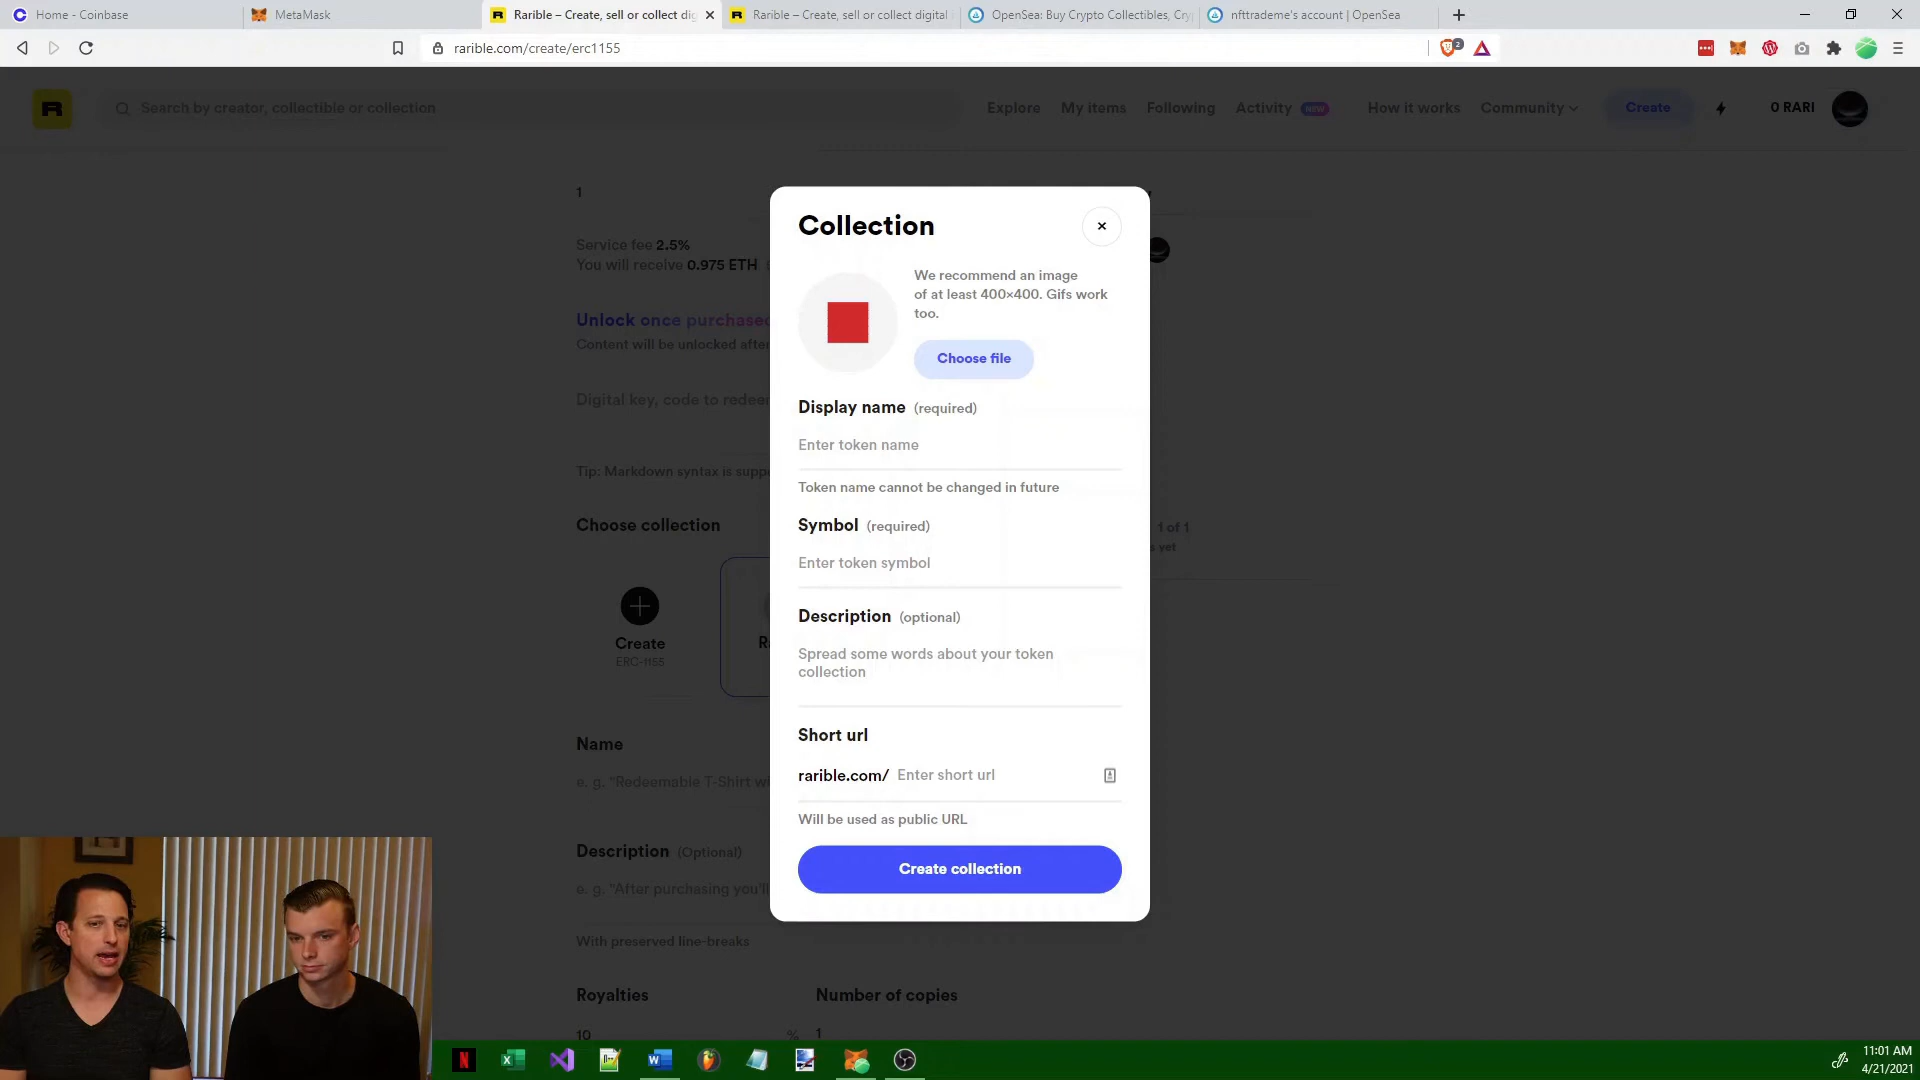 Home - Coinbase
MetaMask
Rarible – Create, sell or collect dig
Rarible – Create, sell or collect digital
OpenSea: Buy Crypto Collectibles, Cry
nfttrademe's account | OpenSea
rarible.com/create/erc1155
2
Search by creator, collectible or collection
Explore
My items
Following
Activity NEW
How it works
Community
Create
0 RARI
1
Service fee 2.5%
You will receive 0.975 ETH
Unlock once purchased
Content will be unlocked after
Digital key, code to redeem
Tip: Markdown syntax is supp
Choose collection
Create
ERC-1155
R
1 of 1
s yet
Name
e. g. "Redeemable T-Shirt wi
Description (Optional)
e. g. "After purchasing you'll
With preserved line-breaks
Royalties
Number of copies
10 %
1
Collection
We recommend an image
of at least 400×400. Gifs work
too.
Choose file
Display name (required)
Enter token name
Token name cannot be changed in future
Symbol (required)
Enter token symbol
Description (optional)
Spread some words about your token
collection
Short url
rarible.com/ Enter short url
Will be used as public URL
Create collection
11:01 AM
4/21/2021